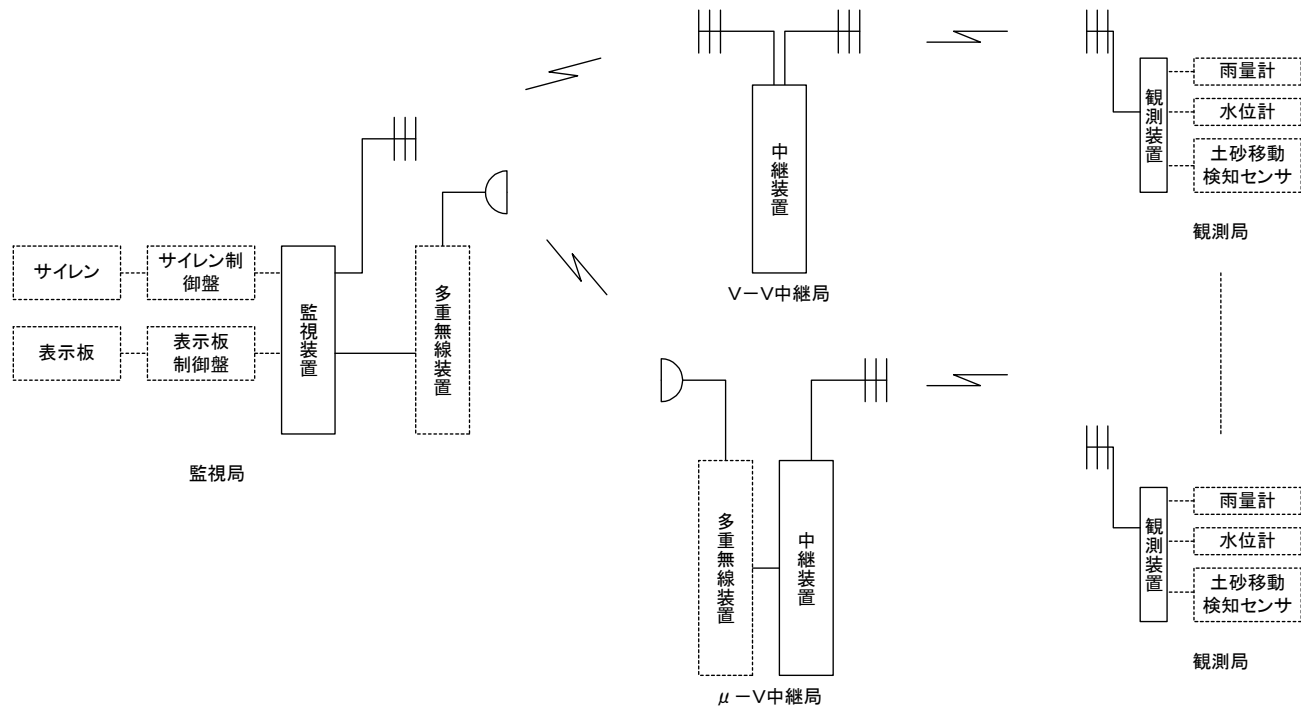 サイレン
サイレン制
御盤
表示板
表示板
制御盤
監視装置
多重無線装置
監視局
中継装置
V－V中継局
多重無線装置
中継装置
μ－V中継局
観測装置
雨量計
水位計
土砂移動
検知センサ
観測局
観測装置
雨量計
水位計
土砂移動
検知センサ
観測局